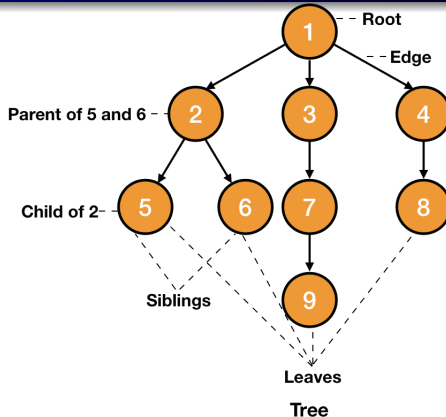 1
Root
Edge
Parent of 5 and 6
2
3
4
Child of 2
5
6
7
8
Siblings
9
Leaves
Tree